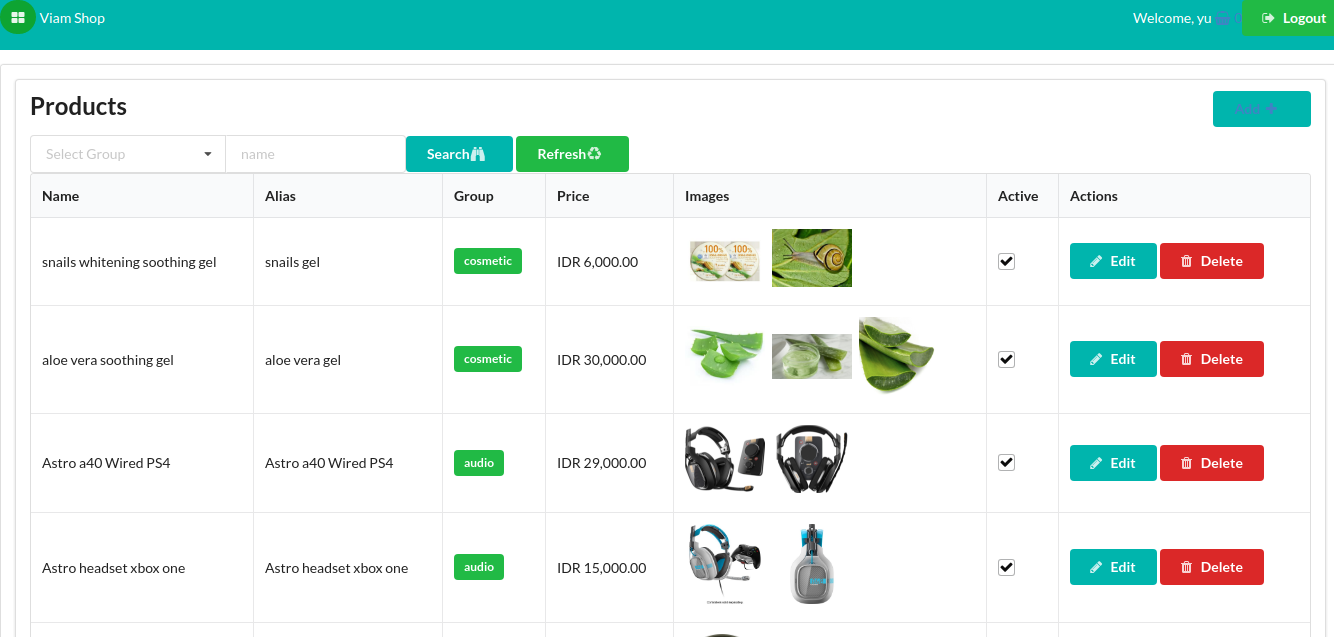 Viam Shop Welcome, yu 0 Logout
Products Add
Select Group name Search Refresh
Name Alias Group Price Images Active Actions
snails whitening soothing gel snails gel cosmetic IDR 6,000.00 100% 100% Edit Delete
aloe vera soothing gel aloe vera gel cosmetic IDR 30,000.00 Edit Delete
Astro a40 Wired PS4 Astro a40 Wired PS4 audio IDR 29,000.00 Edit Delete
Astro headset xbox one Astro headset xbox one audio IDR 15,000.00 Edit Delete